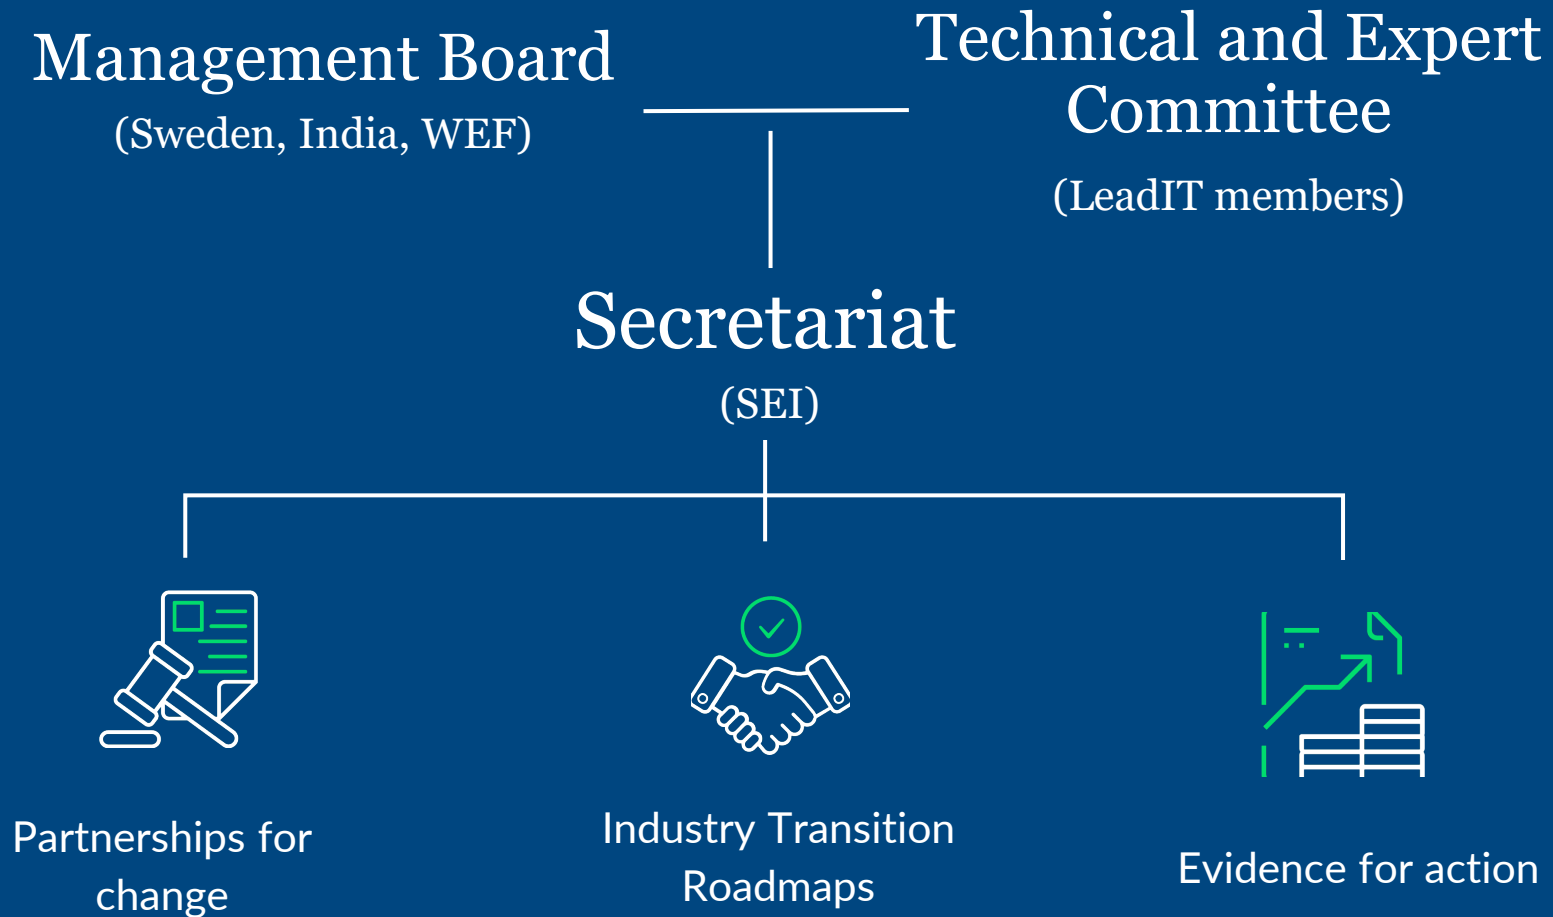 Management Board
(Sweden, India, WEF)
Technical and Expert
Committee
(LeadIT members)
Secretariat
(SEI)
Partnerships for
change
Industry Transition
Roadmaps
Evidence for action